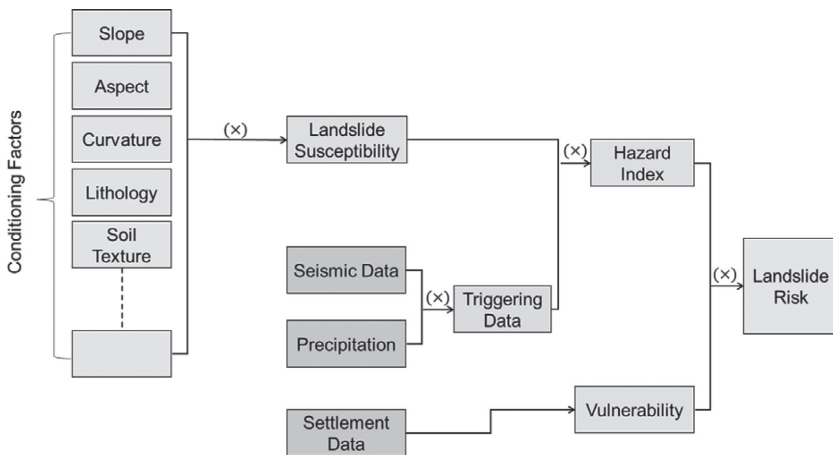 Conditioning Factors
Slope
Aspect
Curvature
Lithology
Soil
Texture
(×)
Landslide
Susceptibility
Seismic Data
Precipitation
(×)
Triggering
Data
(×)
Hazard
Index
Settlement
Data
Vulnerability
(×)
Landslide
Risk